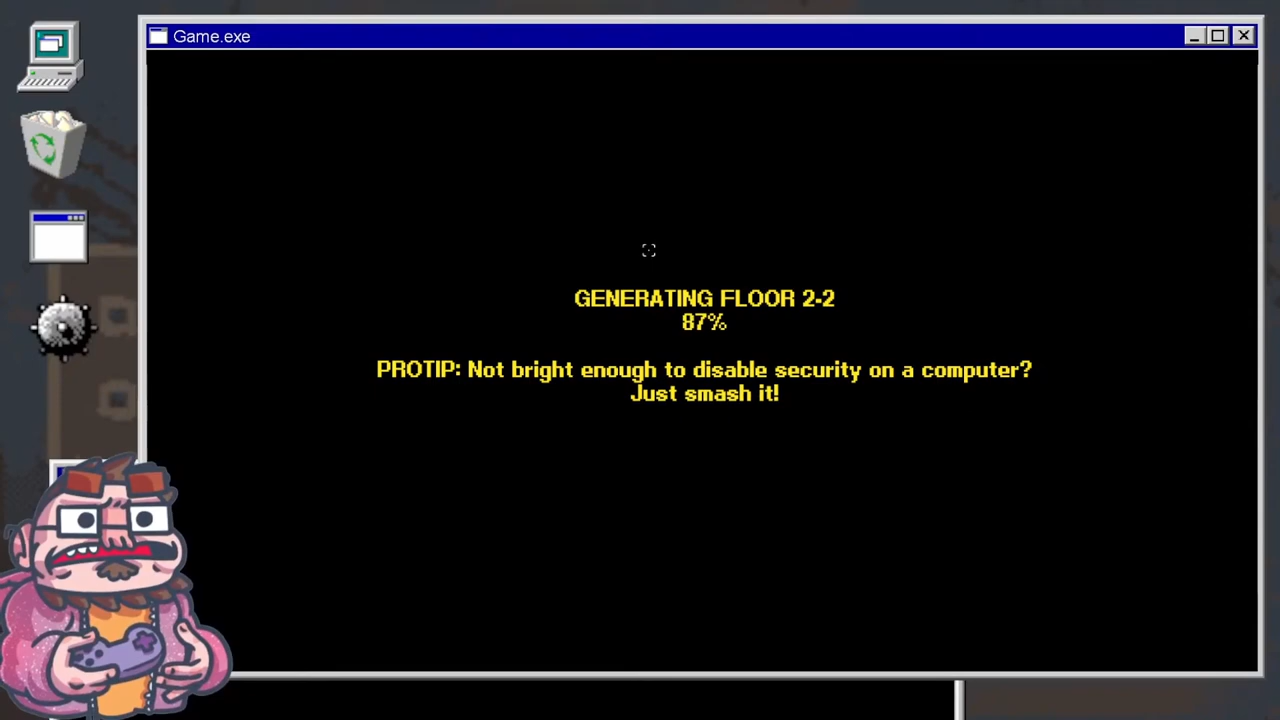 Game.exe
GENERATING FLOOR 2-2
87%
PROTIP: Not bright enough to disable security on a computer?
Just smash it!